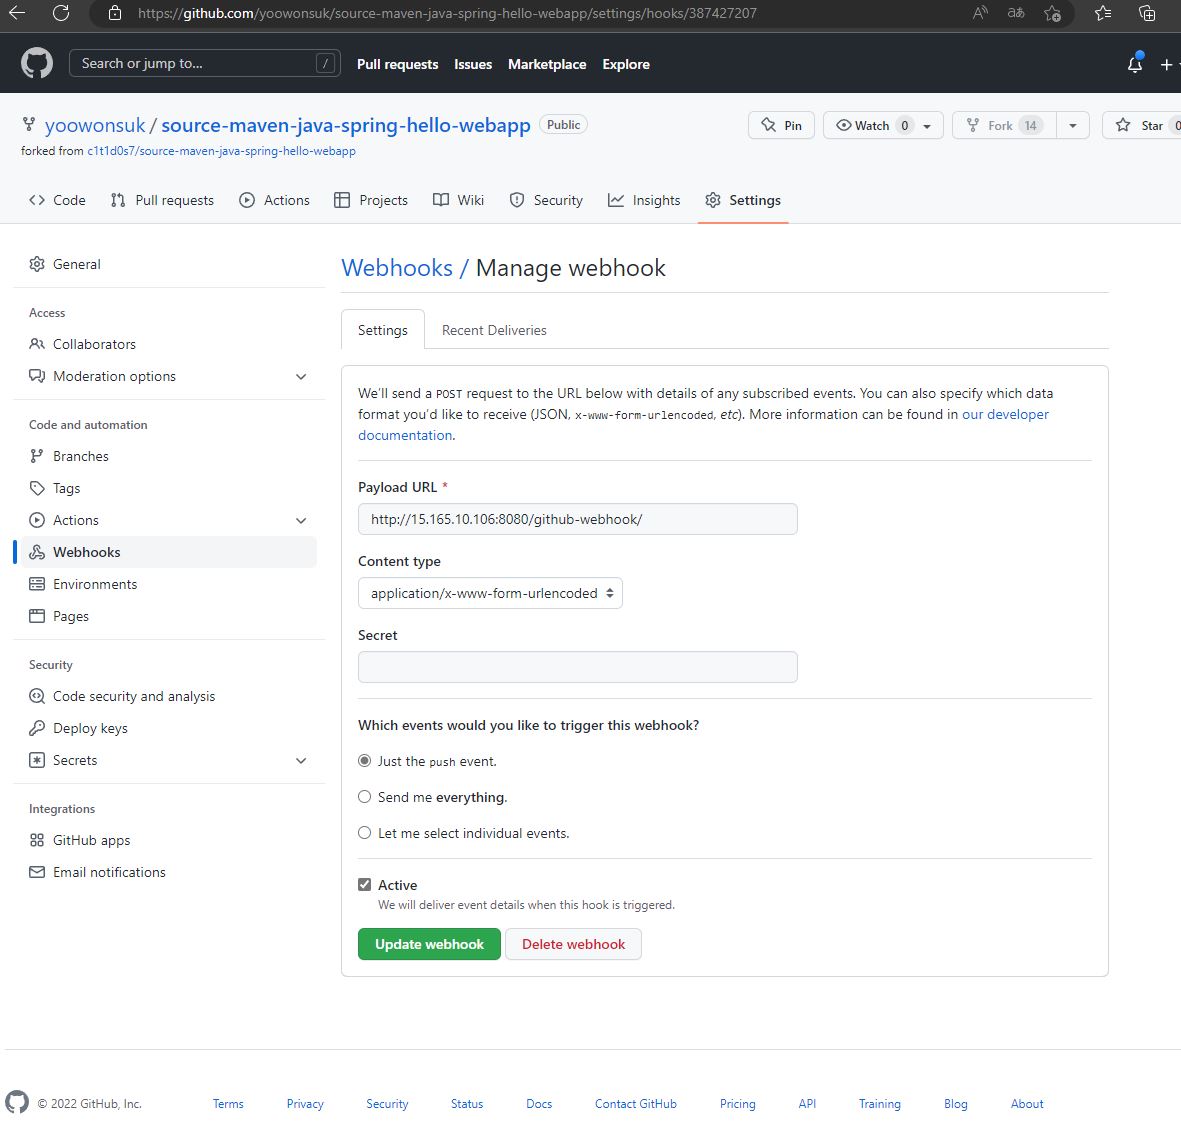 https://github.com/yoowonsuk/source-maven-java-spring-hello-webapp/settings/hooks/387427207
Search or jump to... /
Pull requests Issues Marketplace Explore
yoowonsuk / source-maven-java-spring-hello-webapp Public
Pin Watch 0 Fork 14 Star 0
forked from c1t1d0s7/source-maven-java-spring-hello-webapp
Code Pull requests Actions Projects Wiki Security Insights Settings
General
Access
Collaborators
Moderation options
Code and automation
Branches
Tags
Actions
Webhooks
Environments
Pages
Security
Code security and analysis
Deploy keys
Secrets
Integrations
GitHub apps
Email notifications
Webhooks / Manage webhook
Settings Recent Deliveries
We'll send a POST request to the URL below with details of any subscribed events. You can also specify which data
format you'd like to receive (JSON, x-www-form-urlencoded, etc). More information can be found in our developer
documentation.
Payload URL *
http://15.165.10.106:8080/github-webhook/
Content type
application/x-www-form-urlencoded
Secret
Which events would you like to trigger this webhook?
Just the push event.
Send me everything.
Let me select individual events.
Active
We will deliver event details when this hook is triggered.
Update webhook Delete webhook
© 2022 GitHub, Inc. Terms Privacy Security Status Docs Contact GitHub Pricing API Training Blog About